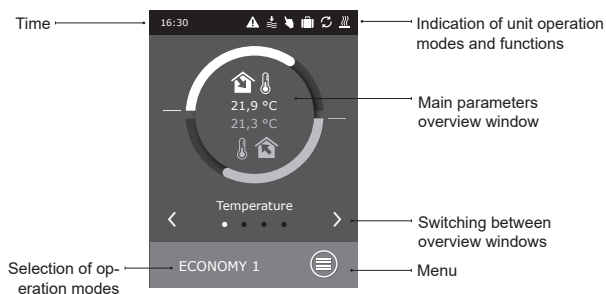 Time
16:30
Indication of unit operation
modes and functions
21,9 °C
21,3 °C
Main parameters
overview window
Temperature
Switching between
overview windows
Selection of op-
eration modes
ECONOMY 1
Menu